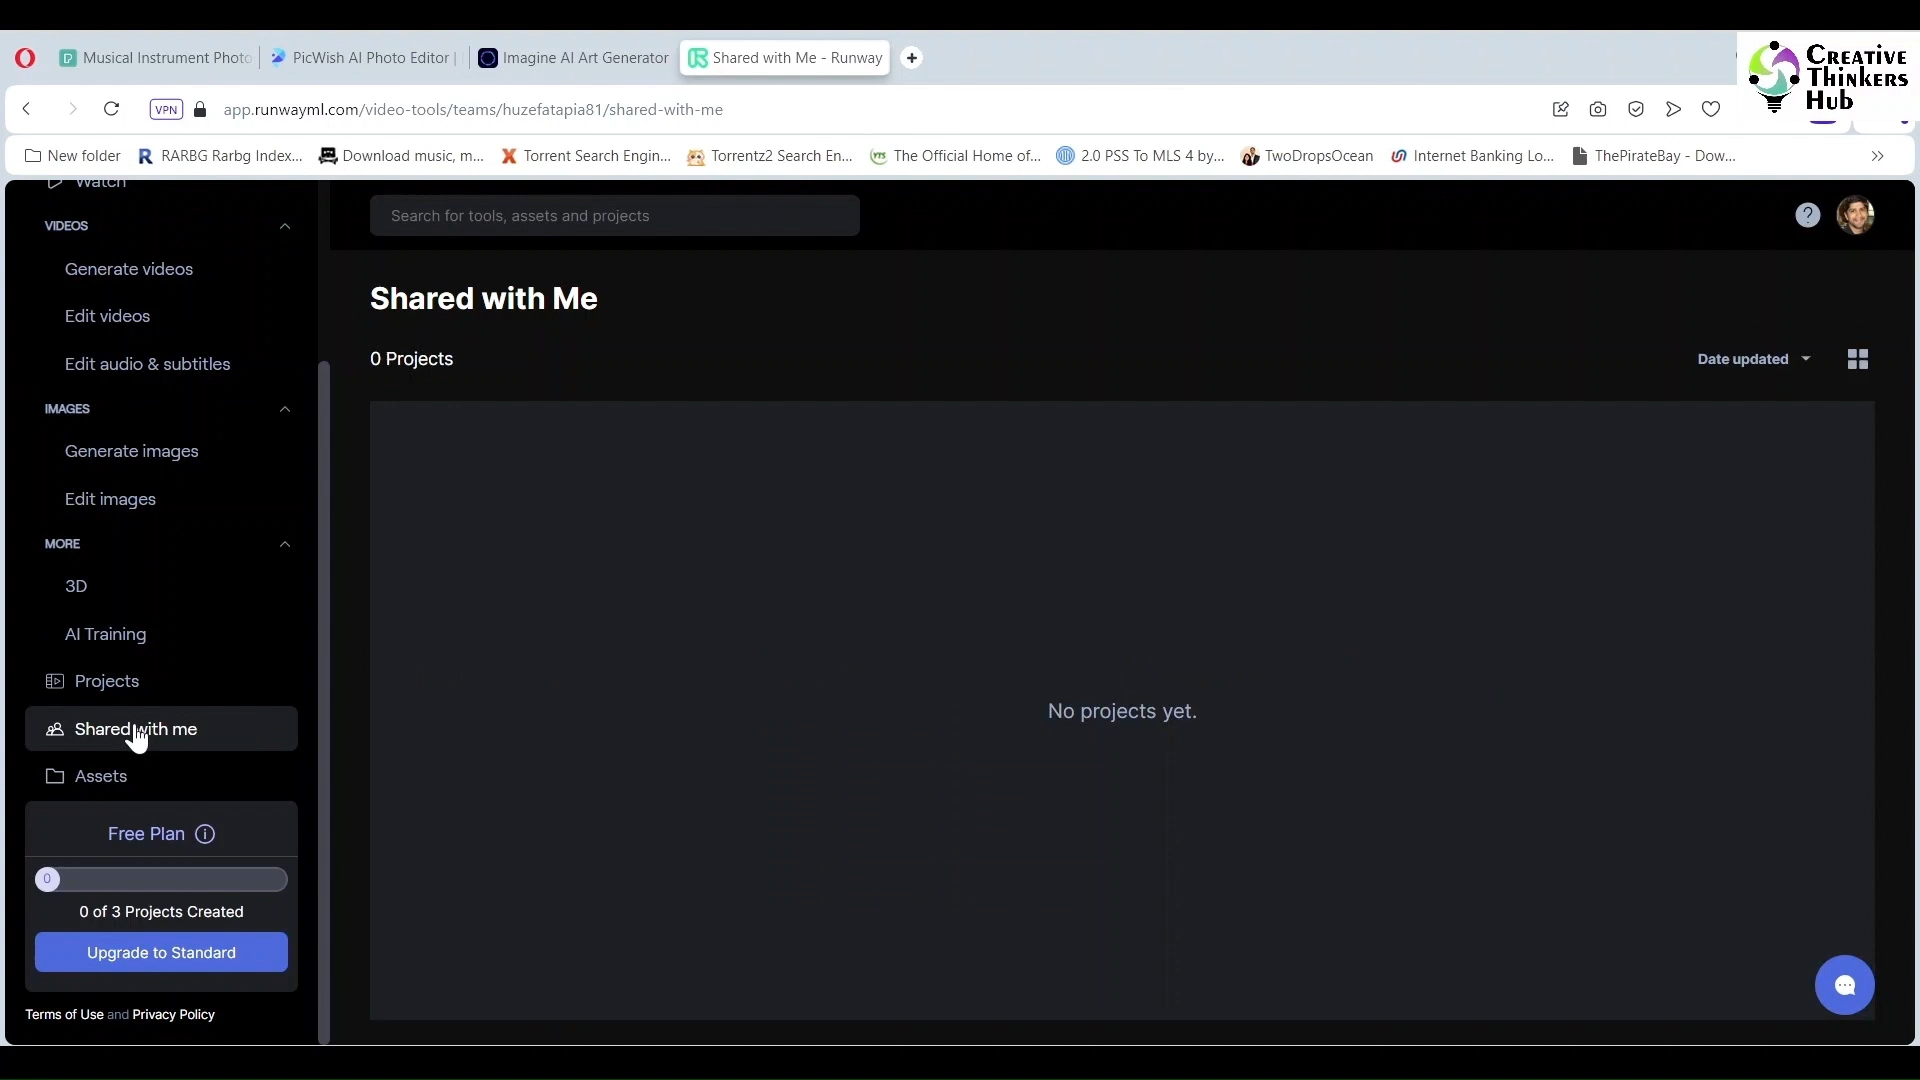 Musical Instrument Photo
PicWish AI Photo Editor |
Imagine AI Art Generator
Shared with Me - Runway
CREATIVE
THINKERS
HUB
VPN
app.runwayml.com/video-tools/teams/huzefatapia81/shared-with-me
New folder
RARBG Rarbg Index...
Download music, m...
Torrent Search Engin...
Torrentz2 Search En...
The Official Home of...
2.0 PSS To MLS 4 by...
TwoDropsOcean
Internet Banking Lo...
ThePirateBay - Dow...
Watch
VIDEOS
Generate videos
Edit videos
Edit audio & subtitles
IMAGES
Generate images
Edit images
MORE
3D
AI Training
Projects
Shared with me
Assets
Free Plan
0
0 of 3 Projects Created
Upgrade to Standard
Terms of Use and Privacy Policy
Search for tools, assets and projects
?
Shared with Me
0 Projects
Date updated
No projects yet.